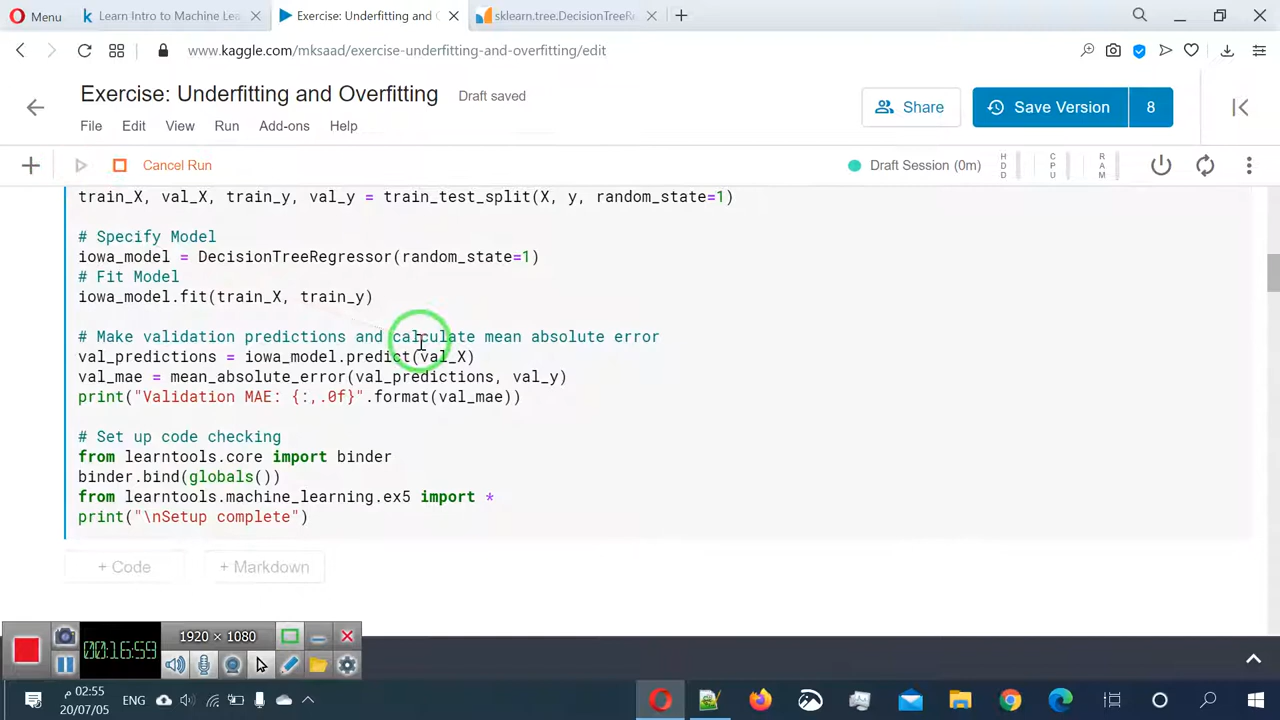 Menu
Learn Intro to Machine Lea
Exercise: Underfitting and O
sklearn.tree.DecisionTreeR
www.kaggle.com/mksaad/exercise-underfitting-and-overfitting/edit
Exercise: Underfitting and Overfitting
Draft saved
Share
Save Version
8
File
Edit
View
Run
Add-ons
Help
Cancel Run
Draft Session (0m)
HDD
CPU
RAM
train_X, val_X, train_y, val_y = train_test_split(X, y, random_state=1)
# Specify Model
iowa_model = DecisionTreeRegressor(random_state=1)
# Fit Model
iowa_model.fit(train_X, train_y)
# Make validation predictions and calculate mean absolute error
val_predictions = iowa_model.predict(val_X)
val_mae = mean_absolute_error(val_predictions, val_y)
print("Validation MAE: {:,.0f}".format(val_mae))
# Set up code checking
from learntools.core import binder
binder.bind(globals())
from learntools.machine_learning.ex5 import *
print("\nSetup complete")
+ Code
+ Markdown
00:16:59
1920 × 1080
02:55 م
20/07/05
ENG